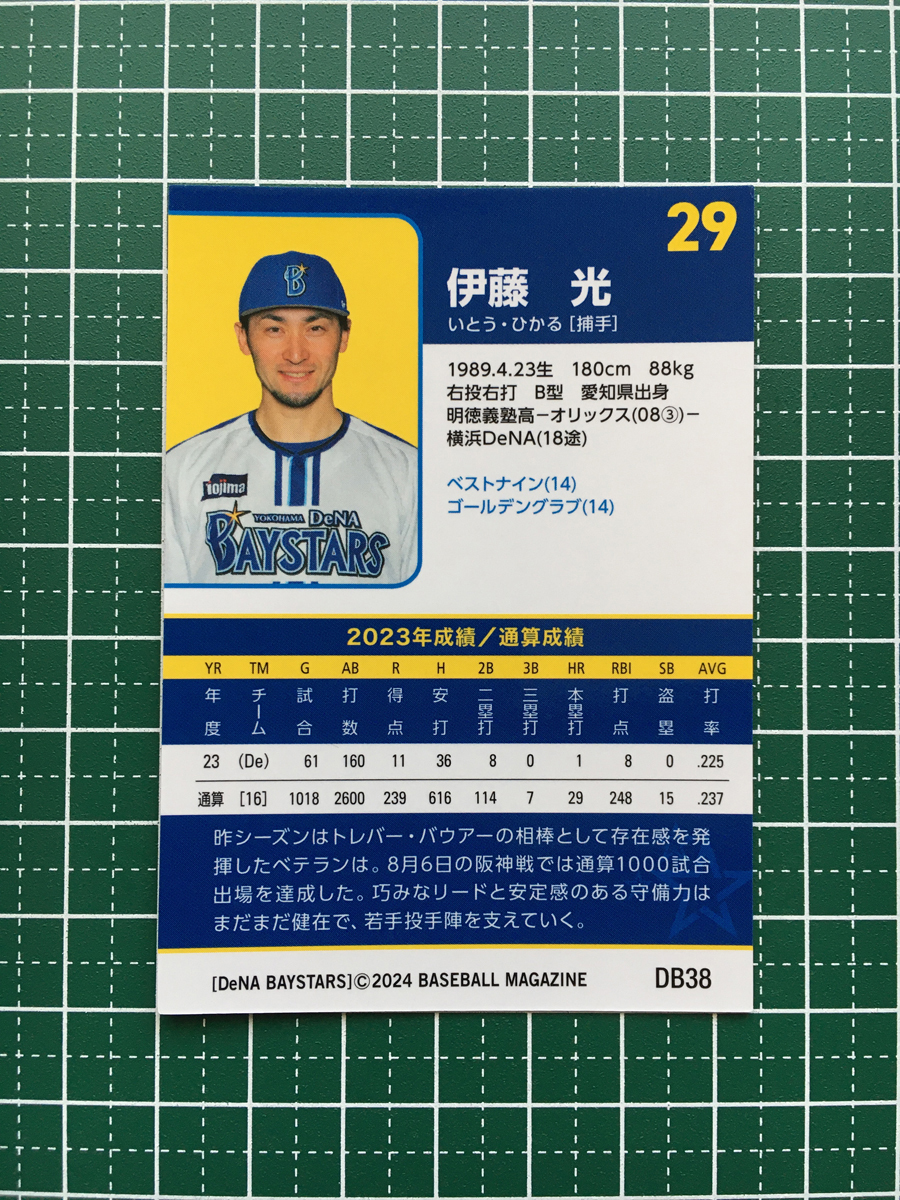 29
伊藤 光
いとう・ひかる[捕手]
B
1989.4.23生 180cm 88kg
右投右打 B型 愛知県出身
明徳義塾高−オリックス(08③)−
横浜DeNA(18途)
ベストナイン(14)
ゴールデングラブ(14)
Nojima
YOKOHAMA DeNA
BAYSTARS
2023年成績/通算成績
YR TM G AB R H 2B 3B HR RBI SB AVG
年度 チーム 試合 打数 得点 安打 二塁打 三塁打 本塁打 打点 盗塁 打率
23 (De) 61 160 11 36 8 0 1 8 0 .225
通算 [16] 1018 2600 239 616 114 7 29 248 15 .237
昨シーズンはトレバー・バウアーの相棒として存在感を発
揮したベテランは。8月6日の阪神戦では通算1000試合
出場を達成した。巧みなリードと安定感のある守備力は
まだまだ健在で、若手投手陣を支えていく。
[DeNA BAYSTARS]©2024 BASEBALL MAGAZINE DB38